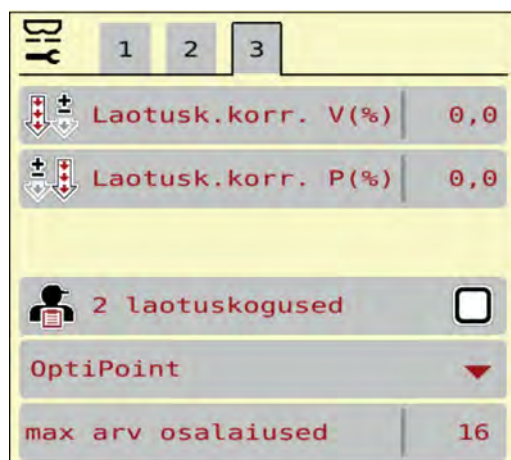 1 2 3
Laotusk.korr. V(%) 0,0
Laotusk.korr. P(%) 0,0
2 laotuskogused
OptiPoint
max arv osalaiused 16